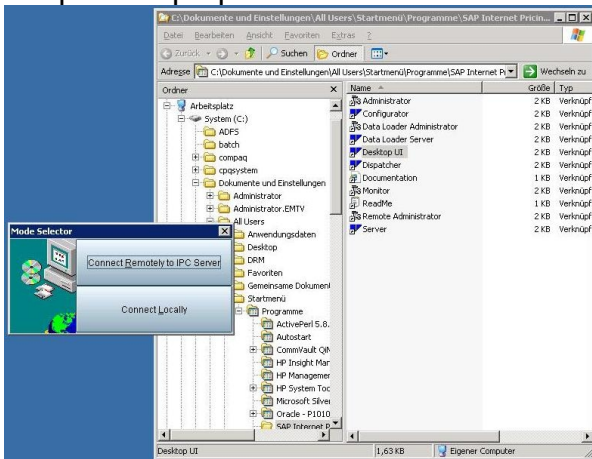 C:\Dokumente und Einstellungen\All Users\Startmenü\Programme\SAP Internet Pricin...
Datei Bearbeiten Ansicht Favoriten Extras ?
Zurück Suchen Ordner
Adresse C:\Dokumente und Einstellungen\All Users\Startmenü\Programme\SAP Internet Pr Wechseln zu
Ordner
Arbeitsplatz
System (C:)
ADFS
batch
compaq
cpqsystem
Dokumente und Einstellungen
Administrator
Administrator.EMTV
All Users
Anwendungsdaten
Desktop
DRM
Favoriten
Gemeinsame Dokument
Startmenü
Programme
ActivePerl 5.8.
Autostart
CommVault QiN
HP Insight Mar
HP Managemer
HP System Too
Microsoft Silver
Oracle - P1010
SAP Internet P
Name Größe Typ
Administrator 2 KB Verknüpf
Configurator 2 KB Verknüpf
Data Loader Administrator 2 KB Verknüpf
Data Loader Server 2 KB Verknüpf
Desktop UI 2 KB Verknüpf
Dispatcher 2 KB Verknüpf
Documentation 1 KB Verknüpf
Monitor 2 KB Verknüpf
ReadMe 1 KB Verknüpf
Remote Administrator 2 KB Verknüpf
Server 2 KB Verknüpf
Mode Selector
Connect Remotely to IPC Server
Connect Locally
Desktop UI 1,63 KB Eigener Computer